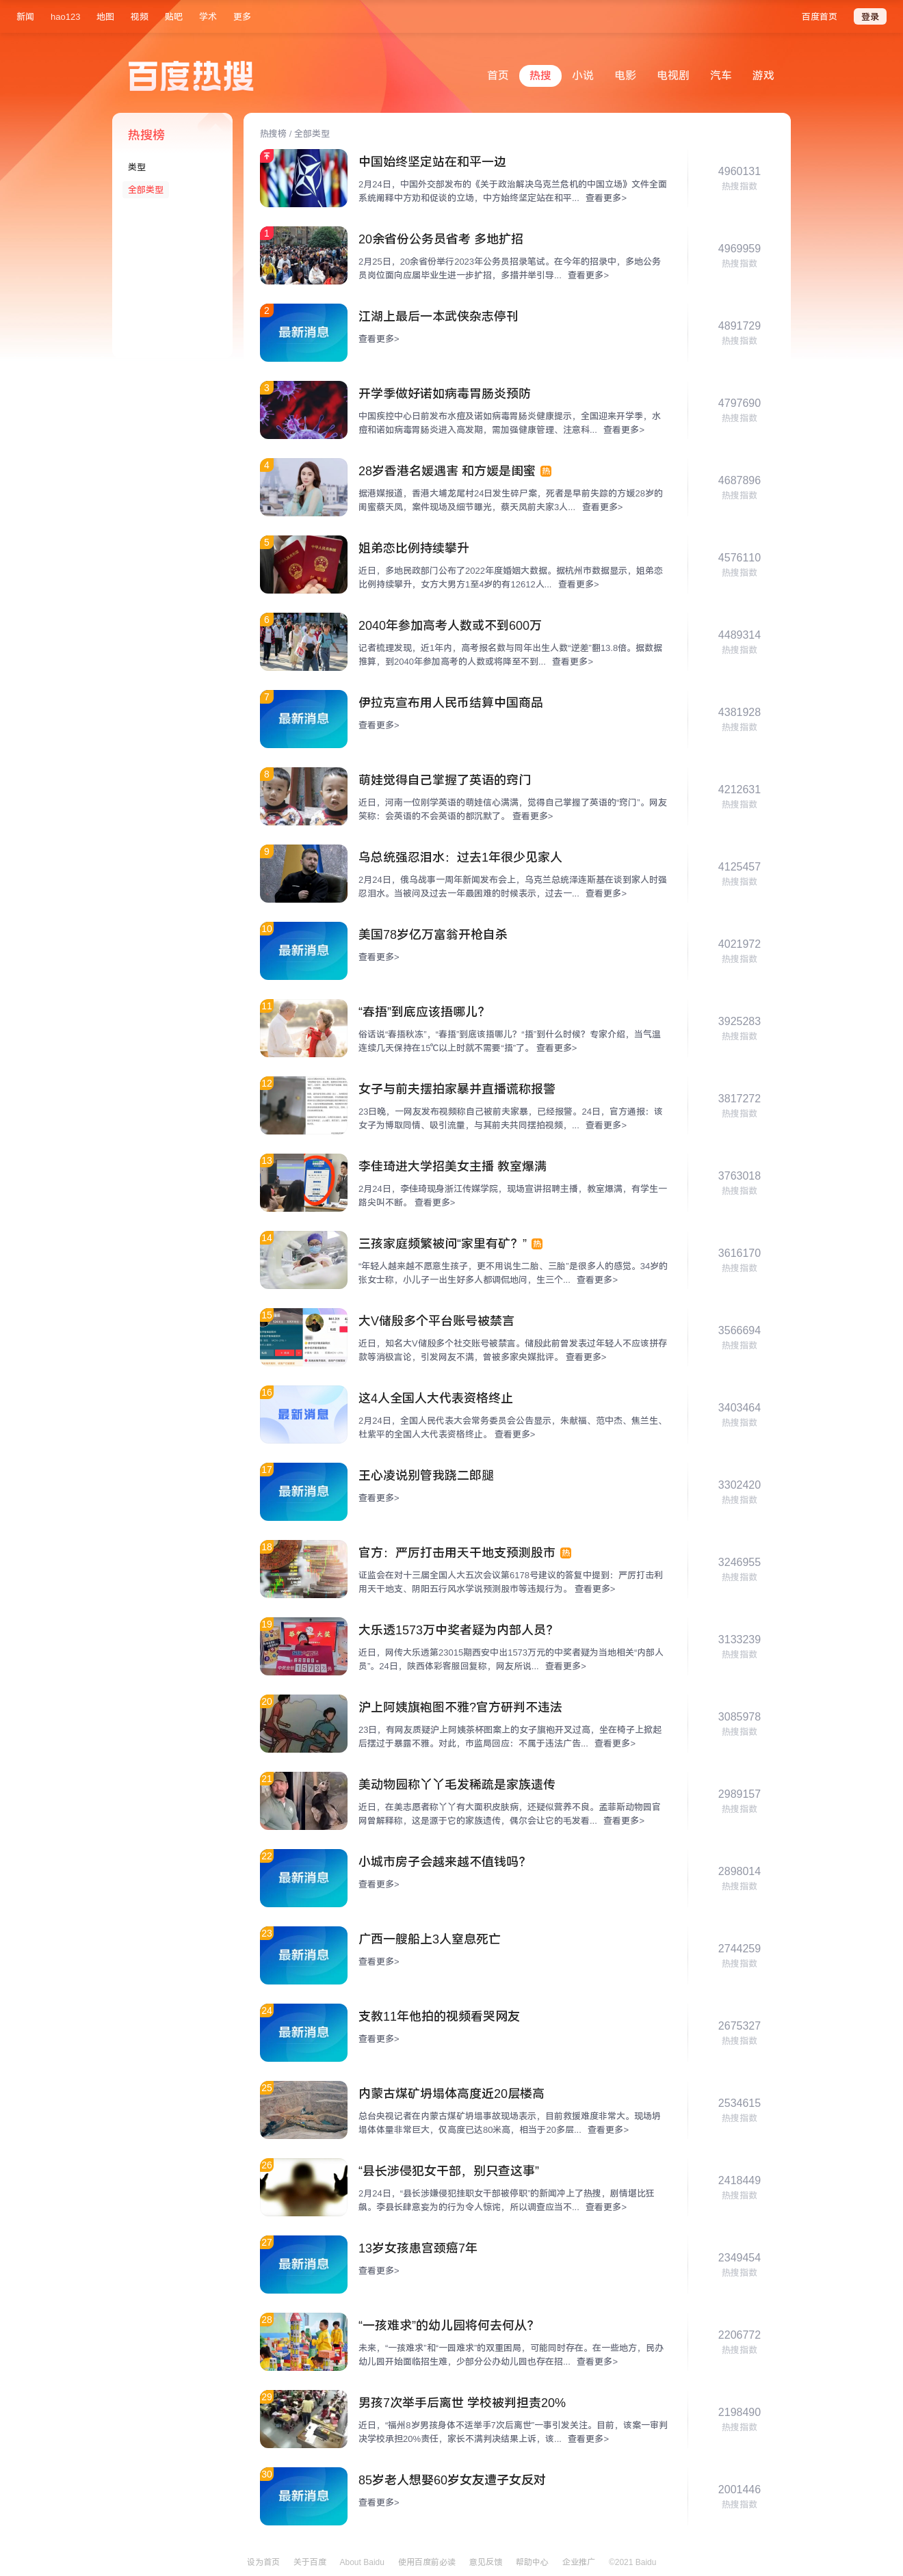 新闻 hao123 地图 视频 贴吧 学术 更多 百度首页 登录
百度热搜
首页 热搜 小说 电影 电视剧 汽车 游戏
热搜榜
类型
全部类型
热搜榜 / 全部类型
中国始终坚定站在和平一边
2月24日，中国外交部发布的《关于政治解决乌克兰危机的中国立场》文件全面
系统阐释中方劝和促谈的立场，中方始终坚定站在和平... 查看更多>
4960131
热搜指数
1
20余省份公务员省考 多地扩招
2月25日，20余省份举行2023年公务员招录笔试。在今年的招录中，多地公务
员岗位面向应届毕业生进一步扩招，多措并举引导... 查看更多>
4969959
热搜指数
2
最新消息
江湖上最后一本武侠杂志停刊
查看更多>
4891729
热搜指数
3
开学季做好诺如病毒胃肠炎预防
中国疾控中心日前发布水痘及诺如病毒胃肠炎健康提示，全国迎来开学季，水
痘和诺如病毒胃肠炎进入高发期，需加强健康管理、注意科... 查看更多>
4797690
热搜指数
4
28岁香港名媛遇害 和方媛是闺蜜 热
据港媒报道，香港大埔龙尾村24日发生碎尸案，死者是早前失踪的方媛28岁的
闺蜜蔡天凤，案件现场及细节曝光，蔡天凤前夫家3人... 查看更多>
4687896
热搜指数
5
姐弟恋比例持续攀升
近日，多地民政部门公布了2022年度婚姻大数据。据杭州市数据显示，姐弟恋
比例持续攀升，女方大男方1至4岁的有12612人... 查看更多>
4576110
热搜指数
6
2040年参加高考人数或不到600万
记者梳理发现，近1年内，高考报名数与同年出生人数“逆差”翻13.8倍。据数据
推算，到2040年参加高考的人数或将降至不到... 查看更多>
4489314
热搜指数
7
最新消息
伊拉克宣布用人民币结算中国商品
查看更多>
4381928
热搜指数
8
萌娃觉得自己掌握了英语的窍门
近日，河南一位刚学英语的萌娃信心满满，觉得自己掌握了英语的“窍门”。网友
笑称：会英语的不会英语的都沉默了。 查看更多>
4212631
热搜指数
9
乌总统强忍泪水：过去1年很少见家人
2月24日，俄乌战事一周年新闻发布会上，乌克兰总统泽连斯基在谈到家人时强
忍泪水。当被问及过去一年最困难的时候表示，过去一... 查看更多>
4125457
热搜指数
10
最新消息
美国78岁亿万富翁开枪自杀
查看更多>
4021972
热搜指数
11
“春捂”到底应该捂哪儿？
俗话说“春捂秋冻”，“春捂”到底该捂哪儿？“捂”到什么时候？专家介绍，当气温
连续几天保持在15℃以上时就不需要“捂”了。 查看更多>
3925283
热搜指数
12
女子与前夫摆拍家暴并直播谎称报警
23日晚，一网友发布视频称自己被前夫家暴，已经报警。24日，官方通报：该
女子为博取同情、吸引流量，与其前夫共同摆拍视频，... 查看更多>
3817272
热搜指数
13
李佳琦进大学招美女主播 教室爆满
2月24日，李佳琦现身浙江传媒学院，现场宣讲招聘主播，教室爆满，有学生一
路尖叫不断。 查看更多>
3763018
热搜指数
14
三孩家庭频繁被问“家里有矿？” 热
“年轻人越来越不愿意生孩子，更不用说生二胎、三胎”是很多人的感觉。34岁的
张女士称，小儿子一出生好多人都调侃地问，生三个... 查看更多>
3616170
热搜指数
15
大V储殷多个平台账号被禁言
近日，知名大V储殷多个社交账号被禁言。储殷此前曾发表过年轻人不应该拼存
款等消极言论，引发网友不满，曾被多家央媒批评。 查看更多>
3566694
热搜指数
16
最新消息
这4人全国人大代表资格终止
2月24日，全国人民代表大会常务委员会公告显示，朱献福、范中杰、焦兰生、
杜紫平的全国人大代表资格终止。 查看更多>
3403464
热搜指数
17
最新消息
王心凌说别管我跷二郎腿
查看更多>
3302420
热搜指数
18
官方：严厉打击用天干地支预测股市 热
证监会在对十三届全国人大五次会议第6178号建议的答复中提到：严厉打击利
用天干地支、阴阳五行风水学说预测股市等违规行为。 查看更多>
3246955
热搜指数
19
大乐透1573万中奖者疑为内部人员？
近日，网传大乐透第23015期西安中出1573万元的中奖者疑为当地相关“内部人
员”。24日，陕西体彩客服回复称，网友所说... 查看更多>
3133239
热搜指数
20
沪上阿姨旗袍图不雅?官方研判不违法
23日，有网友质疑沪上阿姨茶杯图案上的女子旗袍开叉过高，坐在椅子上掀起
后摆过于暴露不雅。对此，市监局回应：不属于违法广告... 查看更多>
3085978
热搜指数
21
美动物园称丫丫毛发稀疏是家族遗传
近日，在美志愿者称丫丫有大面积皮肤病，还疑似营养不良。孟菲斯动物园官
网曾解释称，这是源于它的家族遗传，偶尔会让它的毛发看... 查看更多>
2989157
热搜指数
22
最新消息
小城市房子会越来越不值钱吗？
查看更多>
2898014
热搜指数
23
最新消息
广西一艘船上3人窒息死亡
查看更多>
2744259
热搜指数
24
最新消息
支教11年他拍的视频看哭网友
查看更多>
2675327
热搜指数
25
内蒙古煤矿坍塌体高度近20层楼高
总台央视记者在内蒙古煤矿坍塌事故现场表示，目前救援难度非常大。现场坍
塌体体量非常巨大，仅高度已达80米高，相当于20多层... 查看更多>
2534615
热搜指数
26
“县长涉侵犯女干部，别只查这事”
2月24日，“县长涉嫌侵犯挂职女干部被停职”的新闻冲上了热搜，剧情堪比狂
飙。李县长肆意妄为的行为令人惊诧，所以调查应当不... 查看更多>
2418449
热搜指数
27
最新消息
13岁女孩患宫颈癌7年
查看更多>
2349454
热搜指数
28
“一孩难求”的幼儿园将何去何从？
未来，“一孩难求”和“一园难求”的双重困局，可能同时存在。在一些地方，民办
幼儿园开始面临招生难，少部分公办幼儿园也存在招... 查看更多>
2206772
热搜指数
29
男孩7次举手后离世 学校被判担责20%
近日，“福州8岁男孩身体不适举手7次后离世”一事引发关注。目前，该案一审判
决学校承担20%责任，家长不满判决结果上诉，该... 查看更多>
2198490
热搜指数
30
最新消息
85岁老人想娶60岁女友遭子女反对
查看更多>
2001446
热搜指数
设为首页 关于百度 About Baidu 使用百度前必读 意见反馈 帮助中心 企业推广 ©2021 Baidu